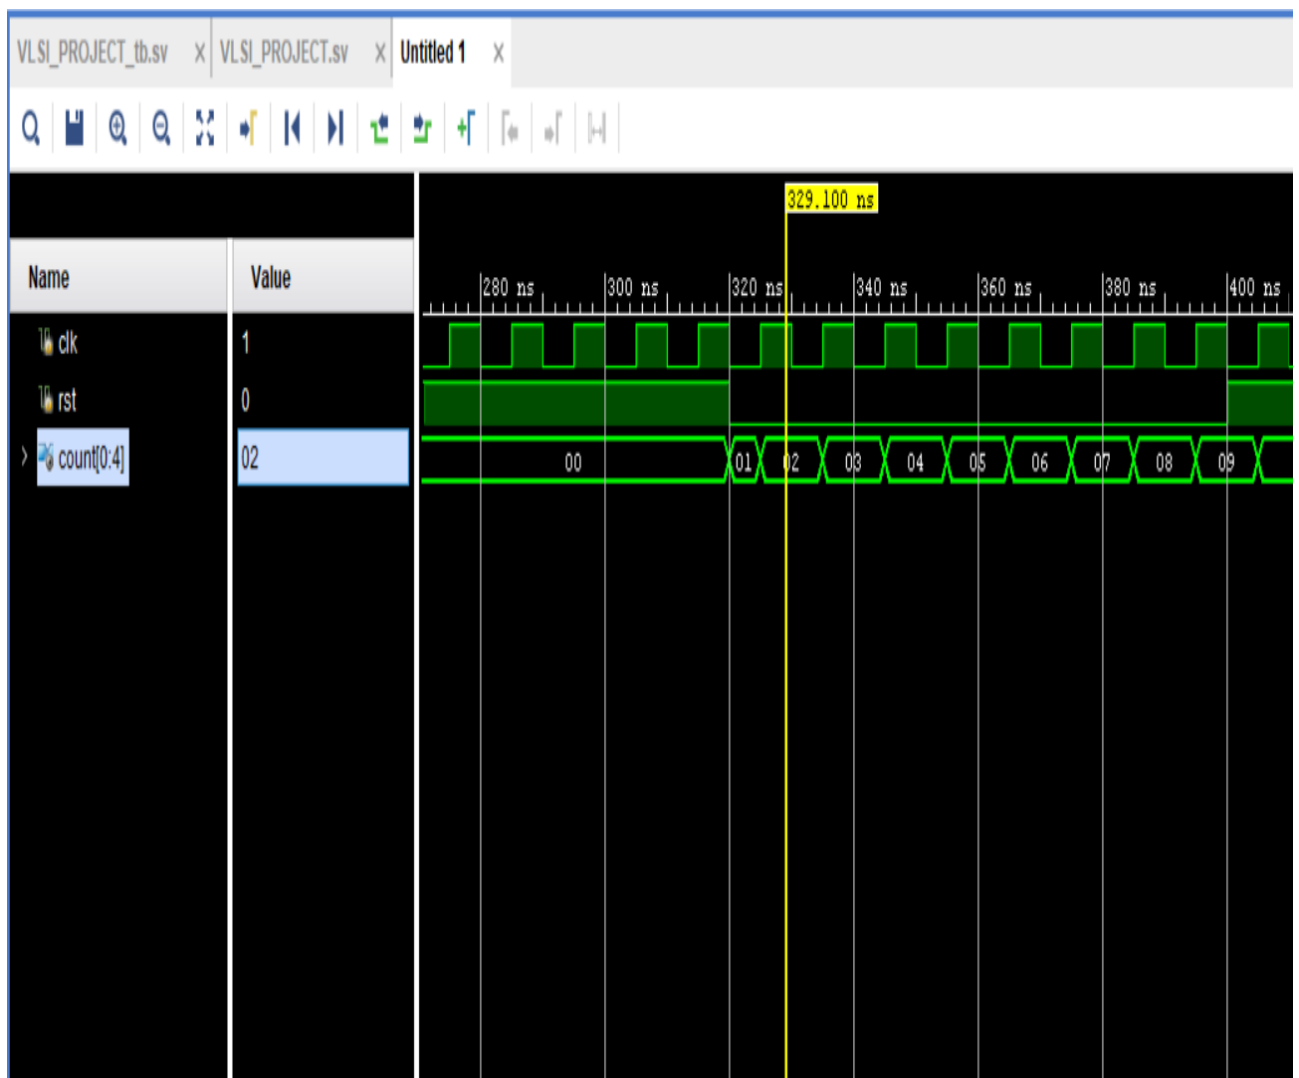 VLSI_PROJECT_tb.sv × VLSI_PROJECT.sv × Untitled 1 ×
329.100 ns
Name Value
280 ns 300 ns 320 ns 340 ns 360 ns 380 ns 400 ns
clk 1
rst 0
count[0:4] 02 00 01 02 03 04 05 06 07 08 09